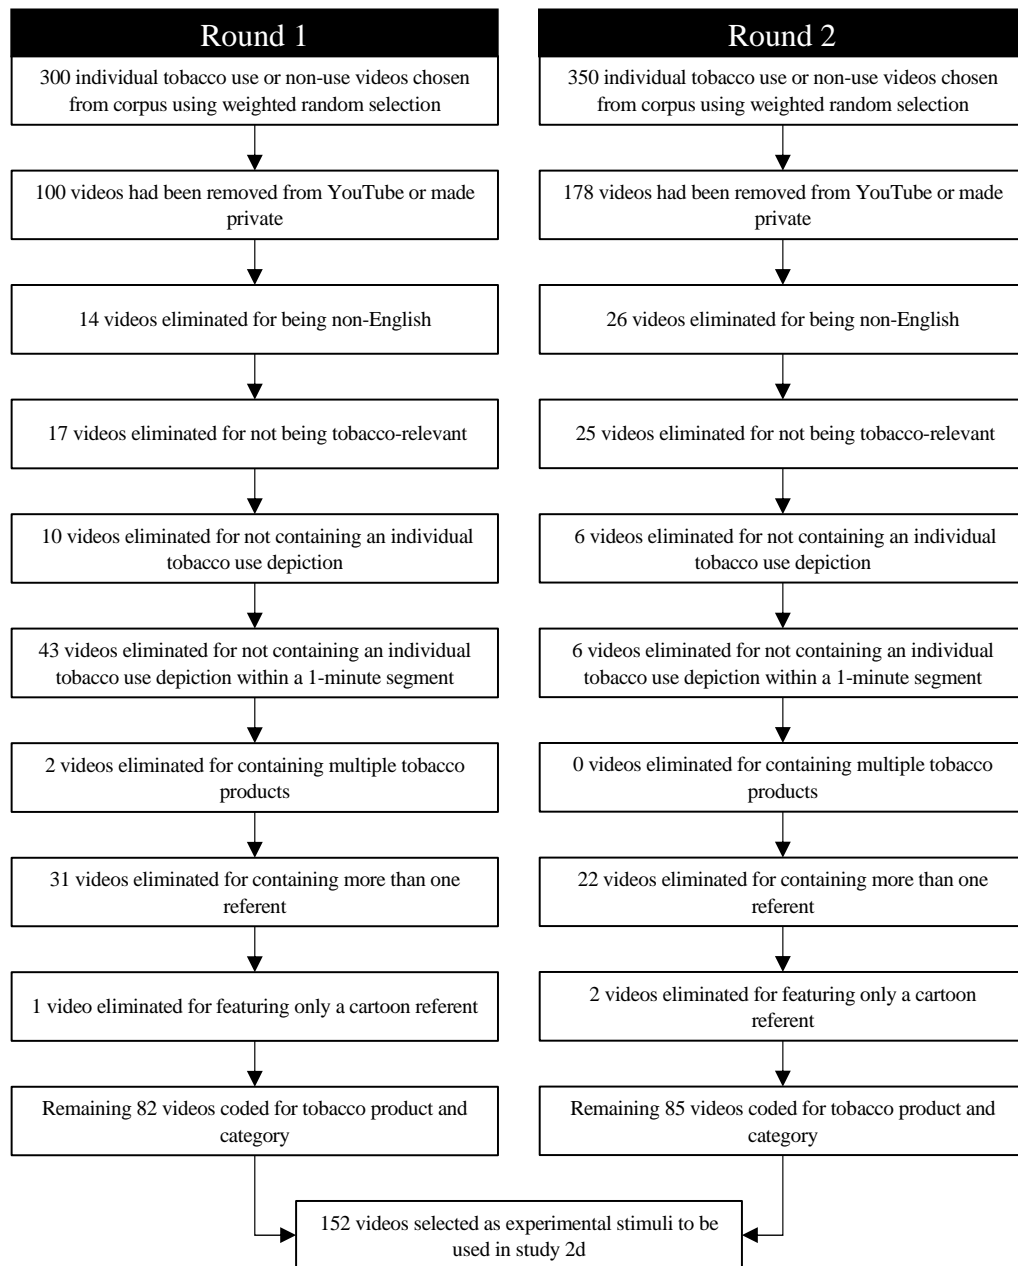 Round 1
300 individual tobacco use or non-use videos chosen
from corpus using weighted random selection
100 videos had been removed from YouTube or made
private
14 videos eliminated for being non-English
17 videos eliminated for not being tobacco-relevant
10 videos eliminated for not containing an individual
tobacco use depiction
43 videos eliminated for not containing an individual
tobacco use depiction within a 1-minute segment
2 videos eliminated for containing multiple tobacco
products
31 videos eliminated for containing more than one
referent
1 video eliminated for featuring only a cartoon referent
Remaining 82 videos coded for tobacco product and
category
Round 2
350 individual tobacco use or non-use videos chosen
from corpus using weighted random selection
178 videos had been removed from YouTube or made
private
26 videos eliminated for being non-English
25 videos eliminated for not being tobacco-relevant
6 videos eliminated for not containing an individual
tobacco use depiction
6 videos eliminated for not containing an individual
tobacco use depiction within a 1-minute segment
0 videos eliminated for containing multiple tobacco
products
22 videos eliminated for containing more than one
referent
2 videos eliminated for featuring only a cartoon
referent
Remaining 85 videos coded for tobacco product and
category
152 videos selected as experimental stimuli to be
used in study 2d